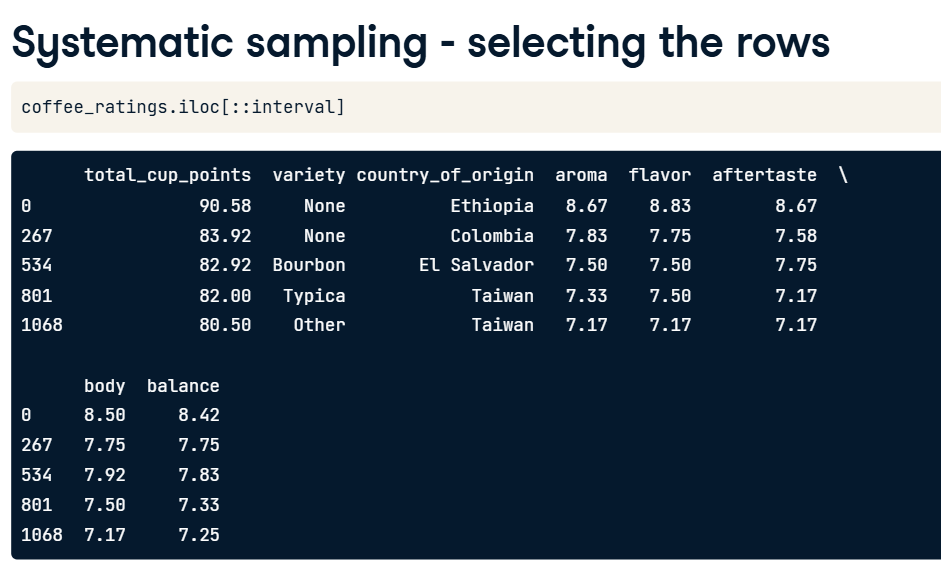 Systematic sampling - selecting the rows
coffee_ratings.iloc[::interval]
      total_cup_points  variety country_of_origin  aroma  flavor  aftertaste  \
0                90.58     None          Ethiopia   8.67    8.83        8.67
267              83.92     None          Colombia   7.83    7.75        7.58
534              82.92  Bourbon       El Salvador   7.50    7.50        7.75
801              82.00   Typica            Taiwan   7.33    7.50        7.17
1068             80.50    Other            Taiwan   7.17    7.17        7.17
      body  balance
0     8.50     8.42
267   7.75     7.75
534   7.92     7.83
801   7.50     7.33
1068  7.17     7.25